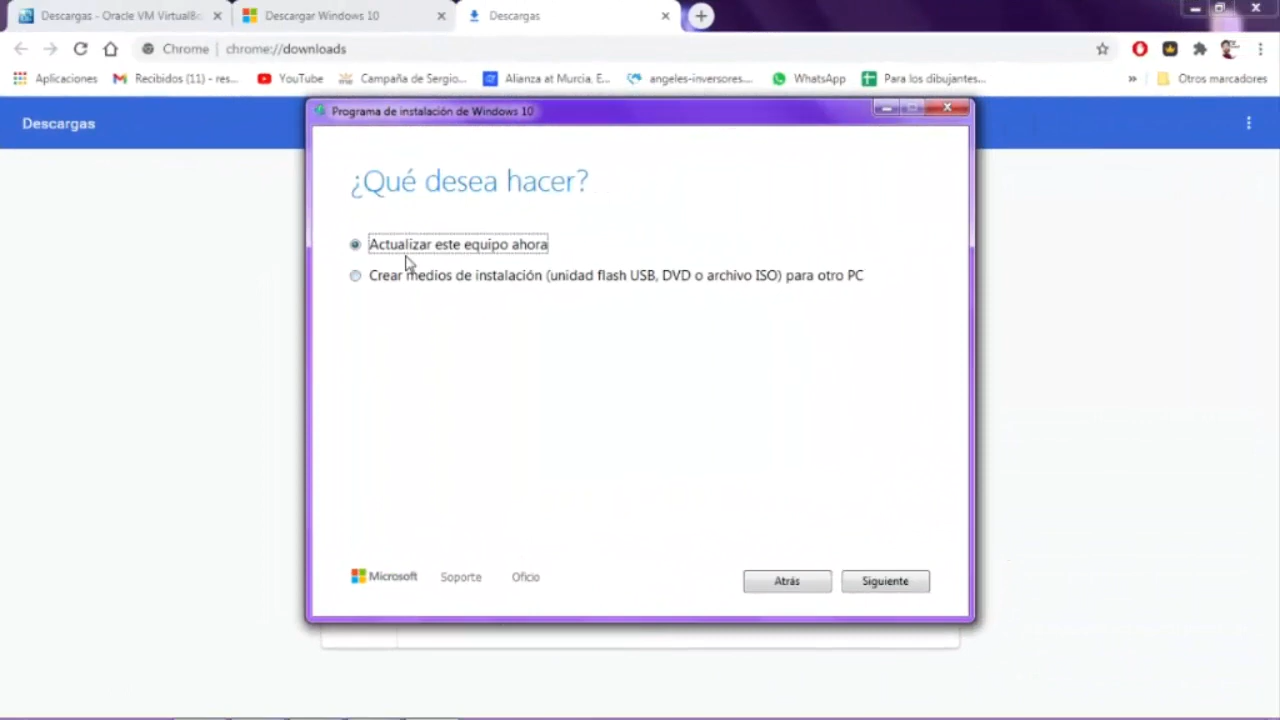 Descargas - Oracle VM VirtualBo
Descargar Windows 10
Descargas
Chrome | chrome://downloads
Aplicaciones
Recibidos (11) - res...
YouTube
Campaña de Sergio...
Alianza at Murcia, E...
angeles-inversores....
WhatsApp
Para los dibujantes...
»
Otros marcadores
Descargas
Programa de instalación de Windows 10
¿Qué desea hacer?
Actualizar este equipo ahora
Crear medios de instalación (unidad flash USB, DVD o archivo ISO) para otro PC
Microsoft
Soporte
Oficio
Atrás
Siguiente